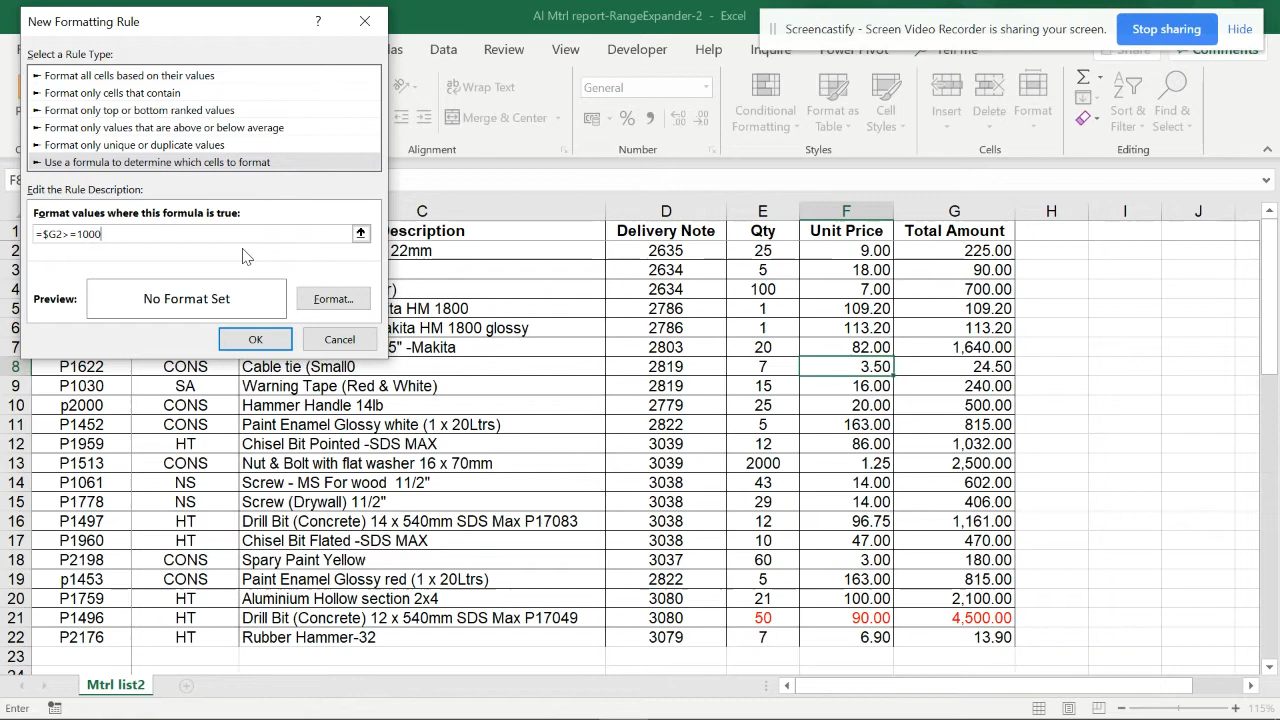 New Formatting Rule
?
AI Mtrl report-RangeExpander-2 - Excel
Screencastify - Screen Video Recorder is sharing your screen.
Stop sharing
Hide
Data Review View Developer Help
Comments
Select a Rule Type:
► Format all cells based on their values
► Format only cells that contain
► Format only top or bottom ranked values
► Format only values that are above or below average
► Format only unique or duplicate values
► Use a formula to determine which cells to format
Edit the Rule Description:
Format values where this formula is true:
=$G2>=1000
Preview:
No Format Set
Format...
OK
Cancel
Wrap Text
Merge & Center
Alignment
General
Number
Conditional Formatting
Format as Table
Cell Styles
Styles
Insert
Delete
Format
Cells
Sort & Filter
Find & Select
Editing
C D E F G H I J
1 Delivery Note Qty Unit Price Total Amount
2 22mm 2635 25 9.00 225.00
3 2634 5 18.00 90.00
4 2634 100 7.00 700.00
5 HM 1800 2786 1 109.20 109.20
6 HM 1800 glossy 2786 1 113.20 113.20
7 5" -Makita 2803 20 82.00 1,640.00
8 P1622 CONS Cable tie (Small0 2819 7 3.50 24.50
9 P1030 SA Warning Tape (Red & White) 2819 15 16.00 240.00
10 p2000 CONS Hammer Handle 14lb 2779 25 20.00 500.00
11 P1452 CONS Paint Enamel Glossy white (1 x 20Ltrs) 2822 5 163.00 815.00
12 P1959 HT Chisel Bit Pointed -SDS MAX 3039 12 86.00 1,032.00
13 P1513 CONS Nut & Bolt with flat washer 16 x 70mm 3039 2000 1.25 2,500.00
14 P1061 NS Screw - MS For wood 11/2" 3038 43 14.00 602.00
15 P1778 NS Screw (Drywall) 11/2" 3038 29 14.00 406.00
16 P1497 HT Drill Bit (Concrete) 14 x 540mm SDS Max P17083 3038 12 96.75 1,161.00
17 P1960 HT Chisel Bit Flated -SDS MAX 3038 10 47.00 470.00
18 P2198 CONS Spary Paint Yellow 3037 60 3.00 180.00
19 p1453 CONS Paint Enamel Glossy red (1 x 20Ltrs) 2822 5 163.00 815.00
20 P1759 HT Aluminium Hollow section 2x4 3080 21 100.00 2,100.00
21 P1496 HT Drill Bit (Concrete) 12 x 540mm SDS Max P17049 3080 50 90.00 4,500.00
22 P2176 HT Rubber Hammer-32 3079 7 6.90 13.90
23
Mtrl list2
Enter
115%